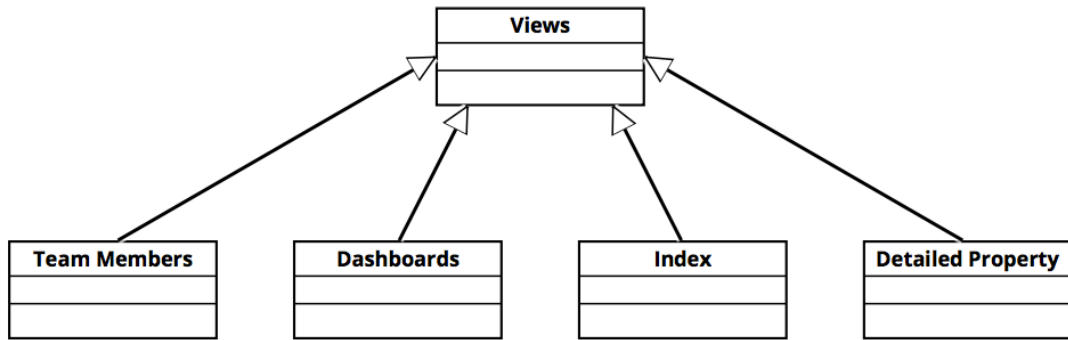 Views
Team Members
Dashboards
Index
Detailed Property